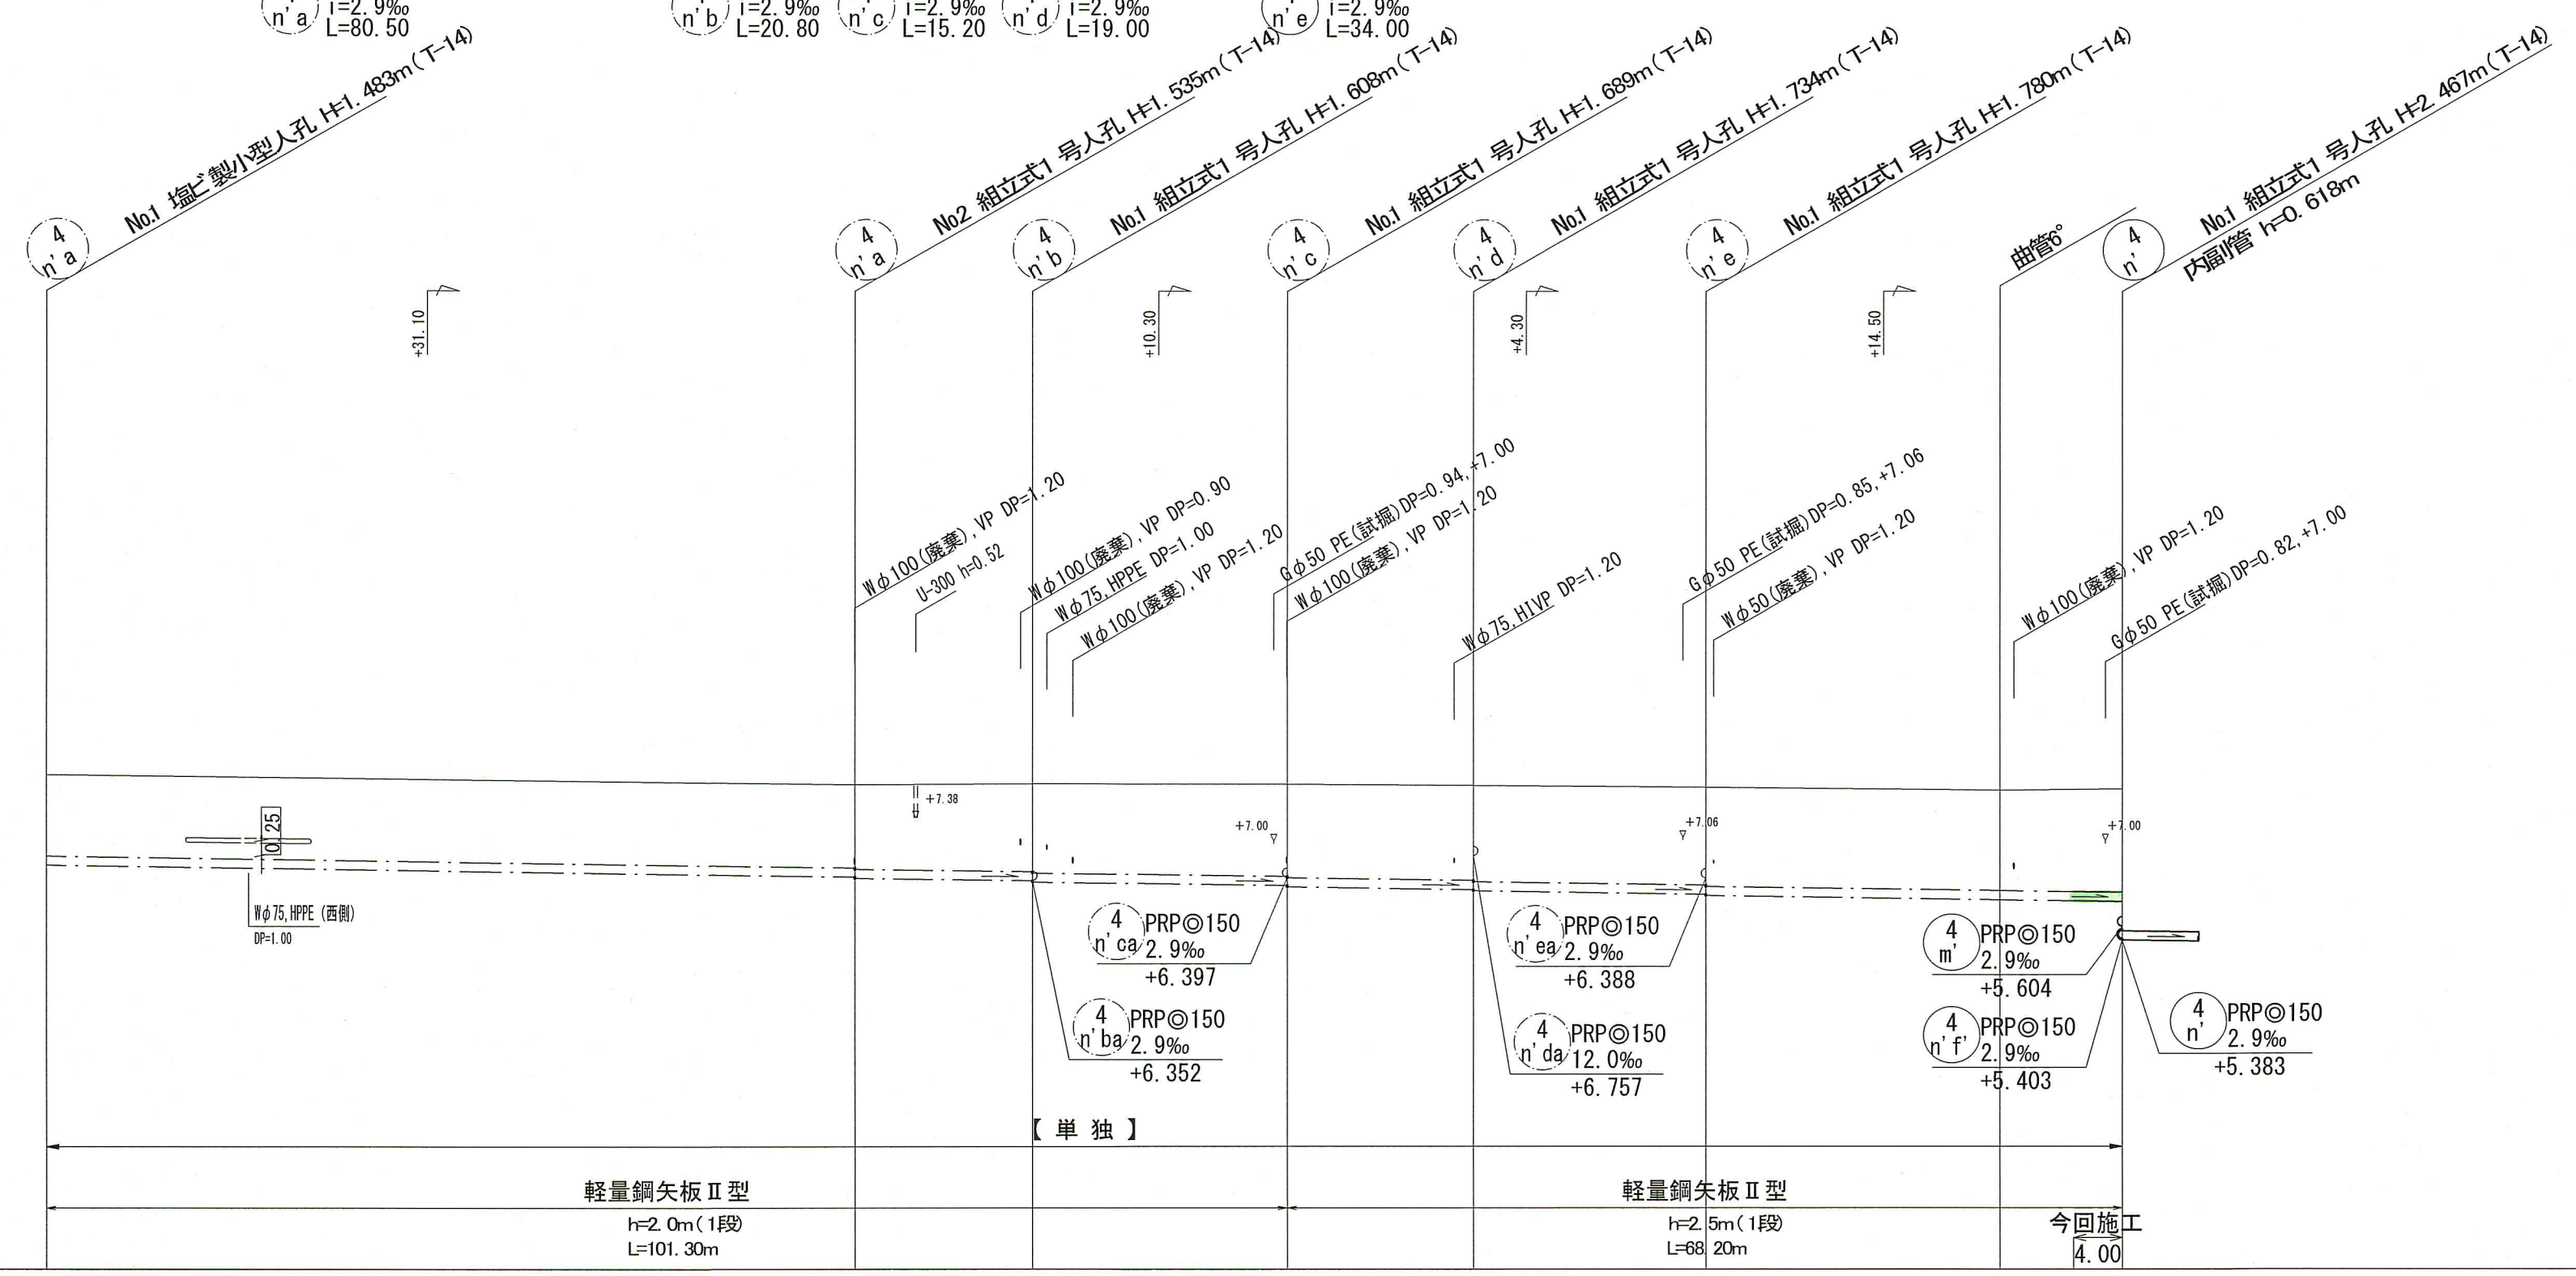 n' a i=2.9‰
L=80.50
n' b i=2.9‰
L=20.80
n' c i=2.9‰
L=15.20
n' d i=2.9‰
L=19.00
n' e i=2.9‰
L=34.00
No.1 塩ビ製小型人孔 H=1.483m(T-14)
No.2 組立式1号人孔 H=1.535m(T-14)
No.1 組立式1号人孔 H=1.608m(T-14)
No.1 組立式1号人孔 H=1.689m(T-14)
No.1 組立式1号人孔 H=1.734m(T-14)
No.1 組立式1号人孔 H=1.780m(T-14)
曲管6°
No.1 組立式1号人孔 H=2.467m(T-14)
内副管 h=0.618m
4
n' a
4
n' a
4
n' b
4
n' c
4
n' d
4
n' e
4
n'
+31.10
+10.30
+4.30
+14.50
Wφ100(廃棄),VP DP=1.20
U-300 h=0.52
Wφ100(廃棄),VP DP=0.90
Wφ75,HPPE DP=1.00
Wφ100(廃棄),VP DP=1.20
Gφ50 PE(試掘)DP=0.94,+7.00
Wφ100(廃棄),VP DP=1.20
Wφ75,HIVP DP=1.20
Gφ50 PE(試掘)DP=0.85,+7.06
Wφ50(廃棄),VP DP=1.20
Wφ100(廃棄),VP DP=1.20
Gφ50 PE(試掘)DP=0.82,+7.00
+7.38
+7.00
+7.06
+7.00
0.25
Wφ75,HPPE (西側)
DP=1.00
4
n' ca
PRP◎150
2.9‰
+6.397
4
n' ba
PRP◎150
2.9‰
+6.352
4
n' ea
PRP◎150
2.9‰
+6.388
4
n' da
PRP◎150
12.0‰
+6.757
4
m'
PRP◎150
2.9‰
+5.604
4
n' f'
PRP◎150
2.9‰
+5.403
4
n'
PRP◎150
2.9‰
+5.383
【 単 独 】
軽量鋼矢板Ⅱ型
h=2.0m(1段)
L=101.30m
軽量鋼矢板Ⅱ型
h=2.5m(1段)
L=68.20m
今回施工
4.00